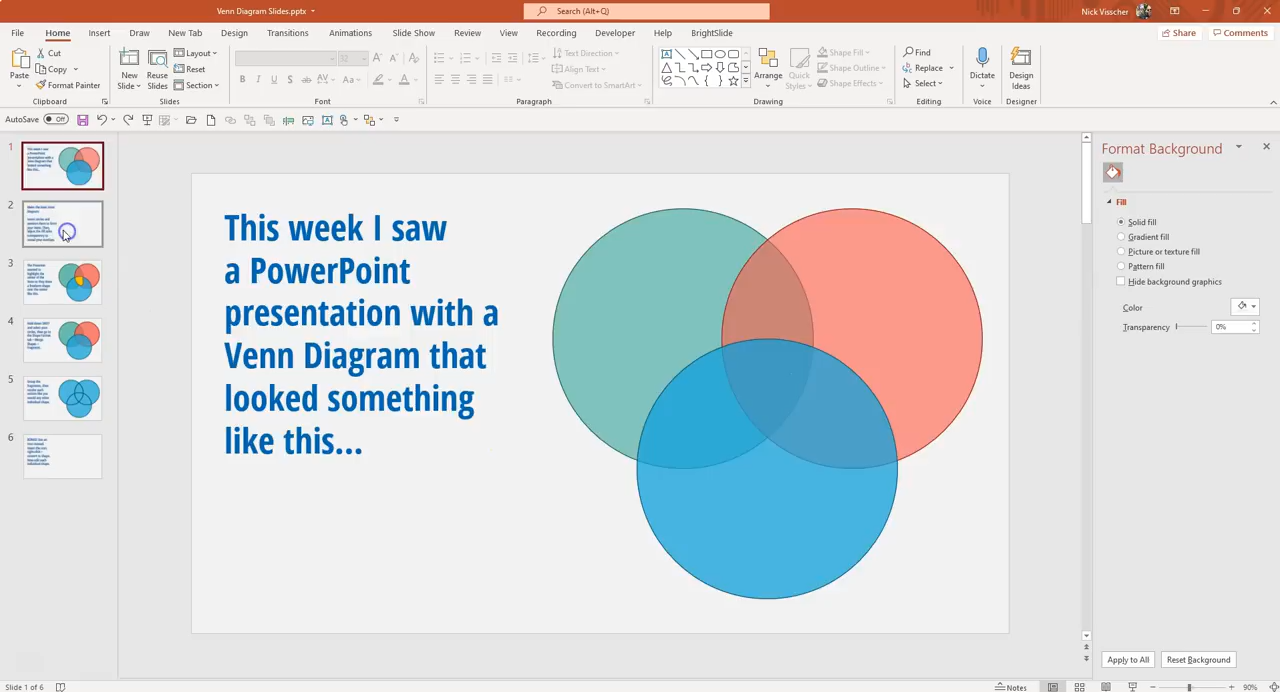 Venn Diagram Slides.pptx
Search (Alt+Q)
Nick Visscher
File Home Insert Draw New Tab Design Transitions Animations Slide Show Review View Recording Developer Help BrightSlide Share Comments
Paste
Cut
Copy
Format Painter
Clipboard
New Slide
Reuse Slides
Layout
Reset
Section
Slides
Font
Text Direction
Align Text
Convert to SmartArt
Paragraph
Arrange
Quick Styles
Shape Fill
Shape Outline
Shape Effects
Drawing
Find
Replace
Select
Editing
Dictate
Voice
Design Ideas
Designer
AutoSave Off
1
2
3
4
5
6
This week I saw
a PowerPoint
presentation with a
Venn Diagram that
looked something
like this...
Format Background
Fill
Solid fill
Gradient fill
Picture or texture fill
Pattern fill
Hide background graphics
Color
Transparency 0%
Apply to All Reset Background
Slide 1 of 6 Notes 90%